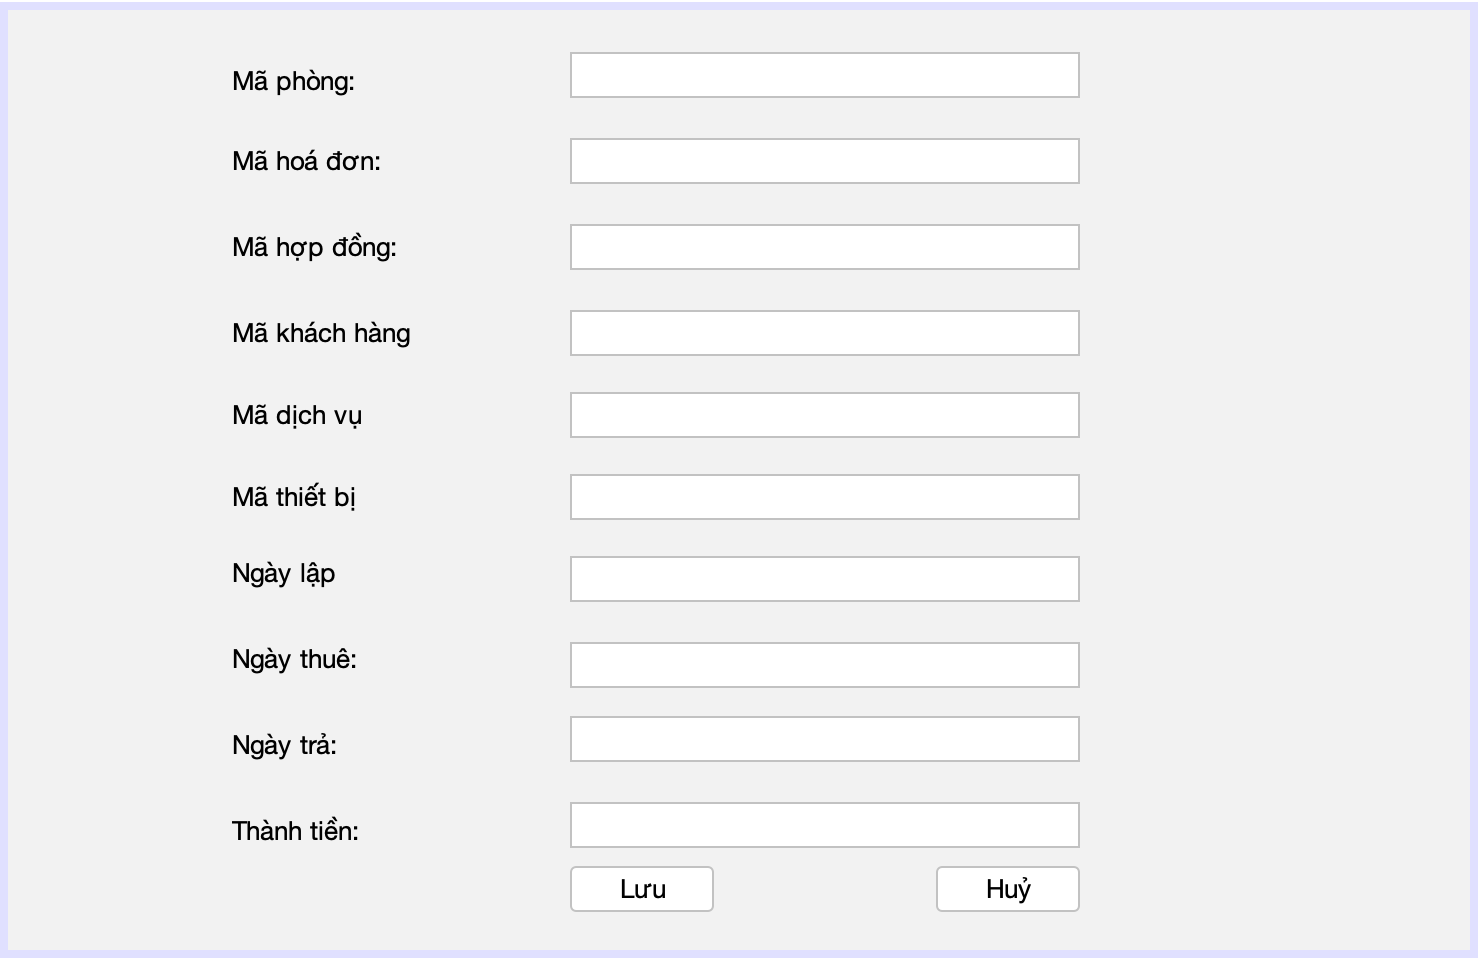 Mã phòng:
Mã hoá đơn:
Mã hợp đồng:
Mã khách hàng
Mã dịch vụ
Mã thiết bị
Ngày lập
Ngày thuê:
Ngày trả:
Thành tiền:
Lưu Huỷ